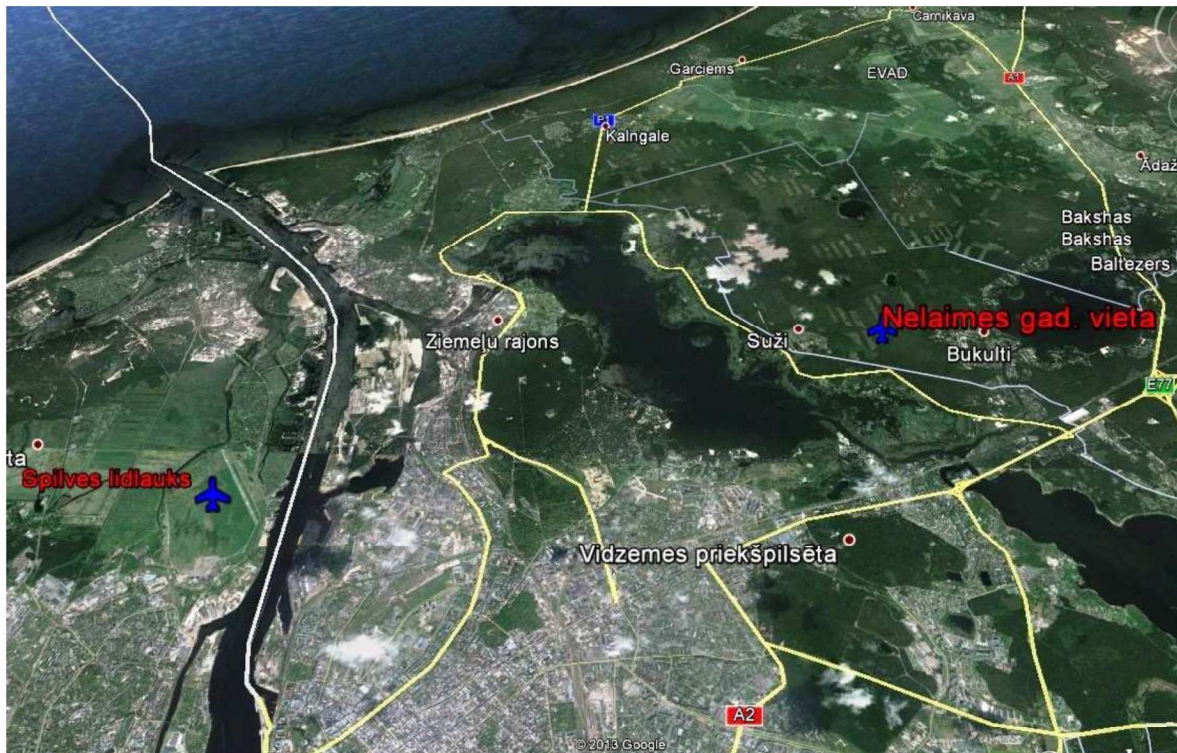 Carnikava
Garciems
EVAD
A1
P1
Kalngale
Ādaž
Bakshas
Bakshas
Baltezers
Nelaimes gad. vieta
Ziemeļu rajons
Suži
Bukulti
E77
ta
Spilves lidlauks
Vidzemes priekšpilsēta
A2
© 2013 Google